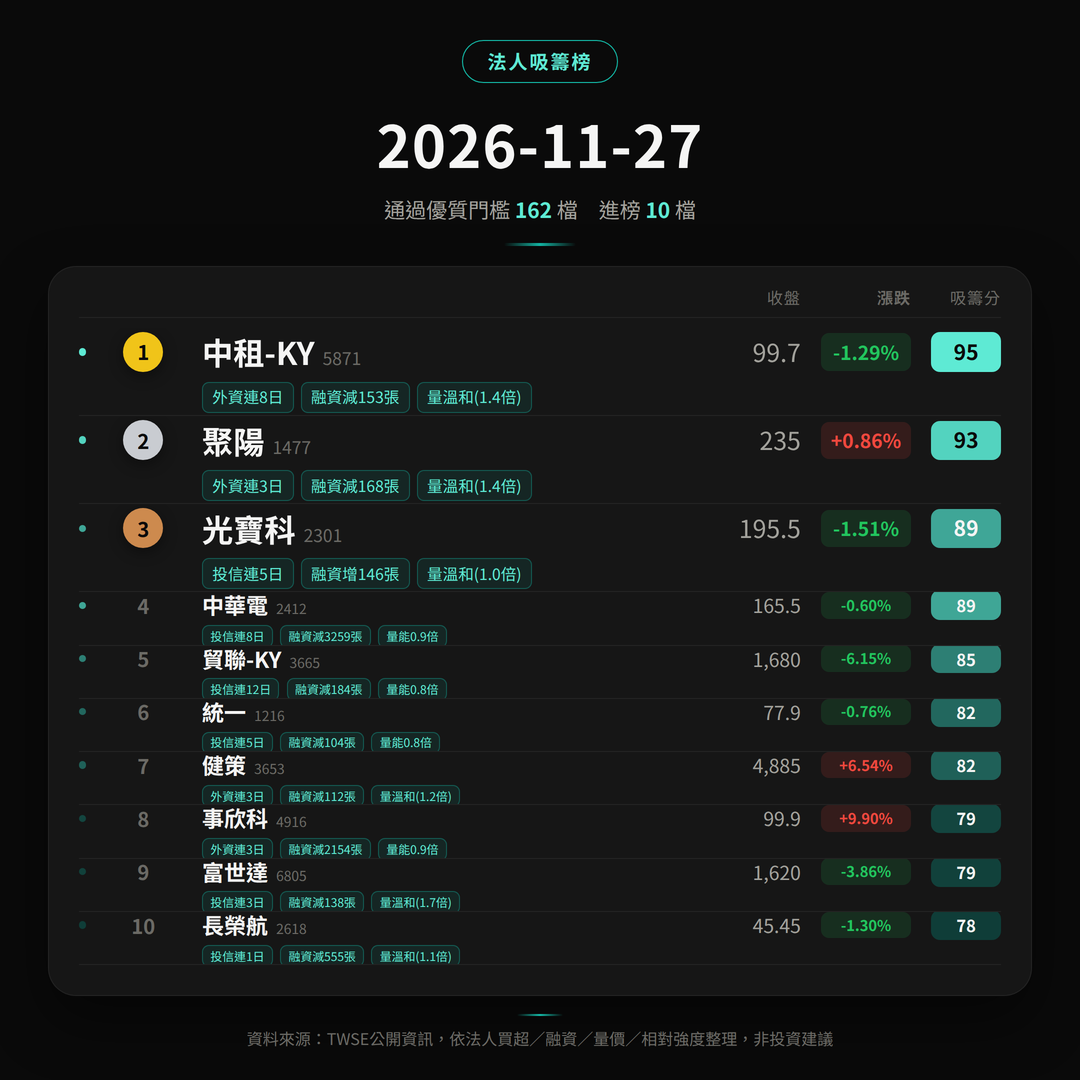 法人吸籌榜
2026-11-27
通過優質門檻 162 檔 進榜 10 檔
收盤 漲跌 吸籌分
1 中租-KY 5871 99.7 -1.29% 95
外資連8日 融資減153張 量溫和(1.4倍)
2 聚陽 1477 235 +0.86% 93
外資連3日 融資減168張 量溫和(1.4倍)
3 光寶科 2301 195.5 -1.51% 89
投信連5日 融資增146張 量溫和(1.0倍)
4 中華電 2412 165.5 -0.60% 89
投信連8日 融資減3259張 量能0.9倍
5 貿聯-KY 3665 1,680 -6.15% 85
投信連12日 融資減184張 量能0.8倍
6 統一 1216 77.9 -0.76% 82
投信連5日 融資減104張 量能0.8倍
7 健策 3653 4,885 +6.54% 82
外資連3日 融資減112張 量溫和(1.2倍)
8 事欣科 4916 99.9 +9.90% 79
外資連3日 融資減2154張 量能0.9倍
9 富世達 6805 1,620 -3.86% 79
投信連3日 融資減138張 量溫和(1.7倍)
10 長榮航 2618 45.45 -1.30% 78
投信連1日 融資減555張 量溫和(1.1倍)
資料來源：TWSE公開資訊，依法人買超／融資／量價／相對強度整理，非投資建議